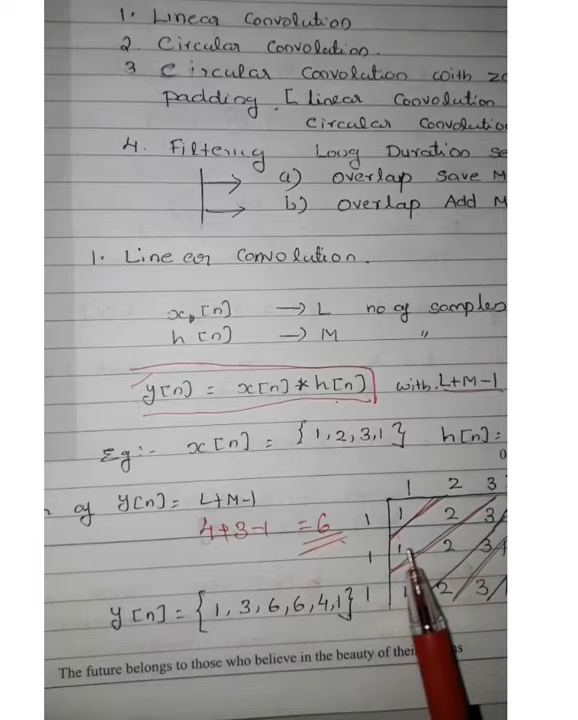 1. Linear Convolution
2. Circular Convolution.
3 Circular Convolution with
padding. [ linear Convolution
circular Convolution
4. Filtering Long Duration
a) overlap save M
b) overlap Add M
1. Linear Convolution.
x[n] → L no of samples
h[n] → M "
y[n] = x[n] * h[n] with L+M-1
Eg:- x[n] = {1,2,3,1} h[n] =
1 2 3
of y[n] = L+M-1
4+3-1 = 6
1 1 2 3
1 1 2 3
1 1 2 3
y[n] = {1,3,6,6,4,1}
The future belongs to those who believe in the beauty of